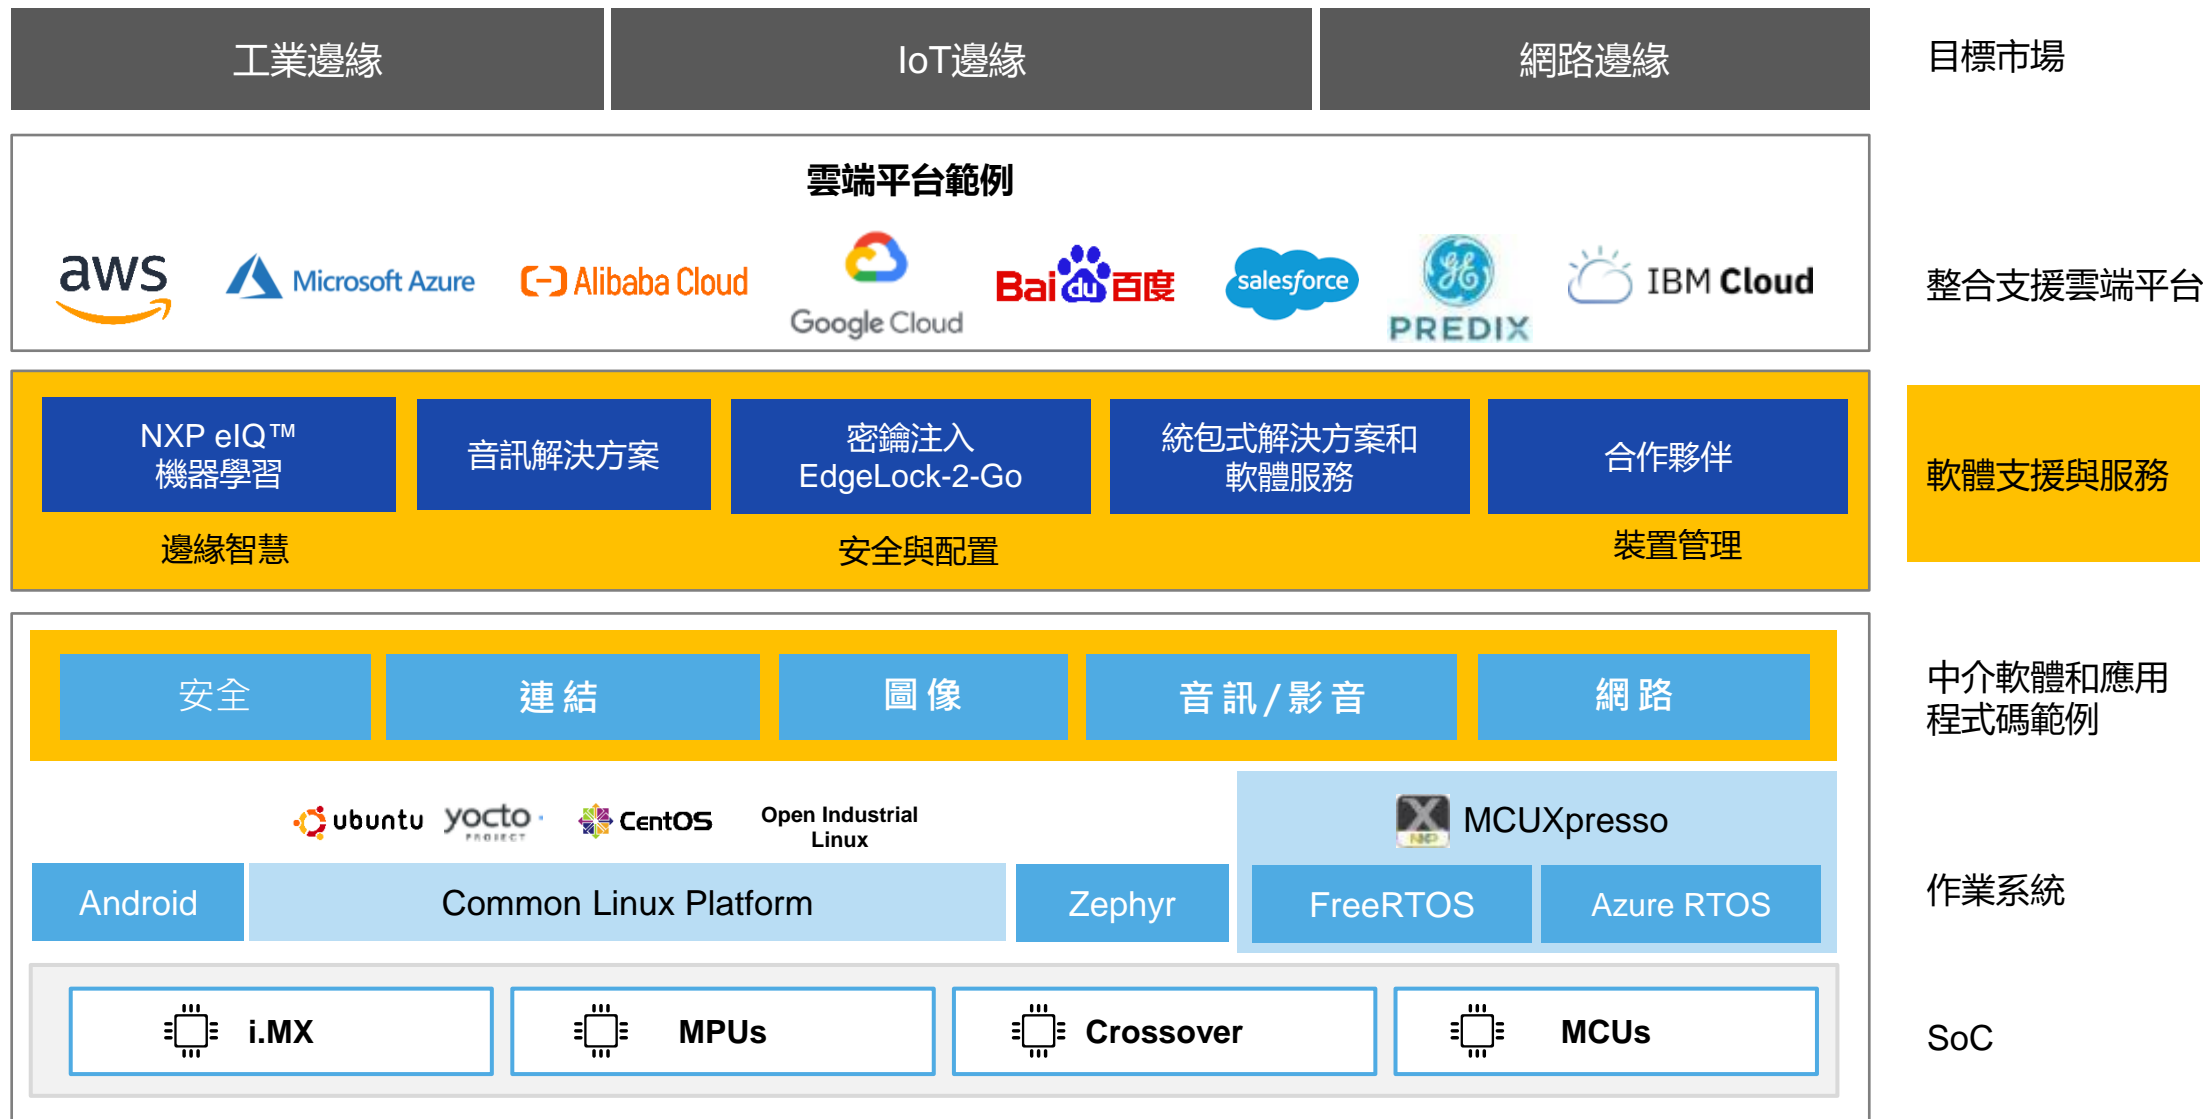 工業邊緣
IoT邊緣
網路邊緣
目標市場
雲端平台範例
aws
Microsoft Azure
Alibaba Cloud
Google Cloud
Bai du 百度
salesforce
GE
PREDIX
IBM Cloud
整合支援雲端平台
NXP eIQ™
機器學習
音訊解決方案
密鑰注入
EdgeLock-2-Go
統包式解決方案和
軟體服務
合作夥伴
邊緣智慧
安全與配置
裝置管理
軟體支援與服務
安全
連結
圖像
音訊/影音
網路
中介軟體和應用
程式碼範例
ubuntu
yocto
PROJECT
CentOS
Open Industrial
Linux
X
NXP
MCUXpresso
Android
Common Linux Platform
Zephyr
FreeRTOS
Azure RTOS
作業系統
i.MX
MPUs
Crossover
MCUs
SoC